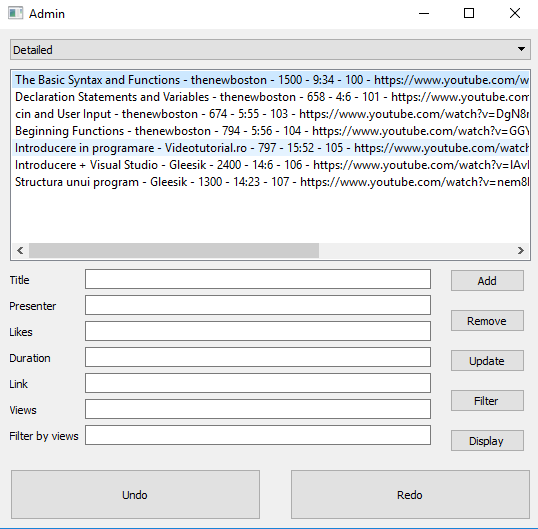 Admin
Detailed
The Basic Syntax and Functions - thenewboston - 1500 - 9:34 - 100 - https://www.youtube.com/w
Declaration Statements and Variables - thenewboston - 658 - 4:6 - 101 - https://www.youtube.com
cin and User Input - thenewboston - 674 - 5:55 - 103 - https://www.youtube.com/watch?v=DgN8r
Beginning Functions - thenewboston - 794 - 5:56 - 104 - https://www.youtube.com/watch?v=GGY
Introducere in programare - Videotutorial.ro - 797 - 15:52 - 105 - https://www.youtube.com/watch
Introducere + Visual Studio - Gleesik - 2400 - 14:6 - 106 - https://www.youtube.com/watch?v=IAvI
Structura unui program - Gleesik - 1300 - 14:23 - 107 - https://www.youtube.com/watch?v=nem8l
Title
Add
Presenter
Remove
Likes
Duration
Update
Link
Views
Filter
Filter by views
Display
Undo
Redo